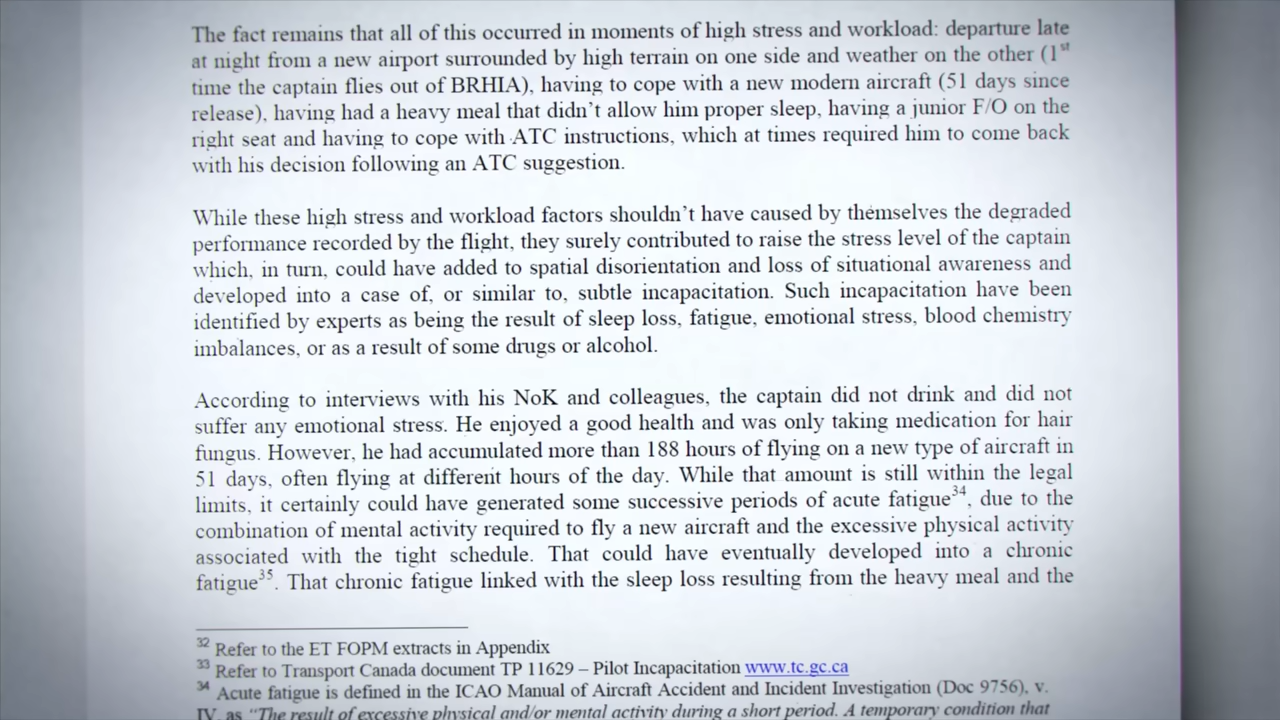 The fact remains that all of this occurred in moments of high stress and workload: departure late
at night from a new airport surrounded by high terrain on one side and weather on the other (1st
time the captain flies out of BRHIA), having to cope with a new modern aircraft (51 days since
release), having had a heavy meal that didn't allow him proper sleep, having a junior F/O on the
right seat and having to cope with ATC instructions, which at times required him to come back
with his decision following an ATC suggestion.
While these high stress and workload factors shouldn't have caused by themselves the degraded
performance recorded by the flight, they surely contributed to raise the stress level of the captain
which, in turn, could have added to spatial disorientation and loss of situational awareness and
developed into a case of, or similar to, subtle incapacitation. Such incapacitation have been
identified by experts as being the result of sleep loss, fatigue, emotional stress, blood chemistry
imbalances, or as a result of some drugs or alcohol.
According to interviews with his NoK and colleagues, the captain did not drink and did not
suffer any emotional stress. He enjoyed a good health and was only taking medication for hair
fungus. However, he had accumulated more than 188 hours of flying on a new type of aircraft in
51 days, often flying at different hours of the day. While that amount is still within the legal
limits, it certainly could have generated some successive periods of acute fatigue34, due to the
combination of mental activity required to fly a new aircraft and the excessive physical activity
associated with the tight schedule. That could have eventually developed into a chronic
fatigue35. That chronic fatigue linked with the sleep loss resulting from the heavy meal and the
32 Refer to the ET FOPM extracts in Appendix
33 Refer to Transport Canada document TP 11629 – Pilot Incapacitation www.tc.gc.ca
34 Acute fatigue is defined in the ICAO Manual of Aircraft Accident and Incident Investigation (Doc 9756), v.
IV, as "The result of excessive physical and/or mental activity during a short period. A temporary condition that